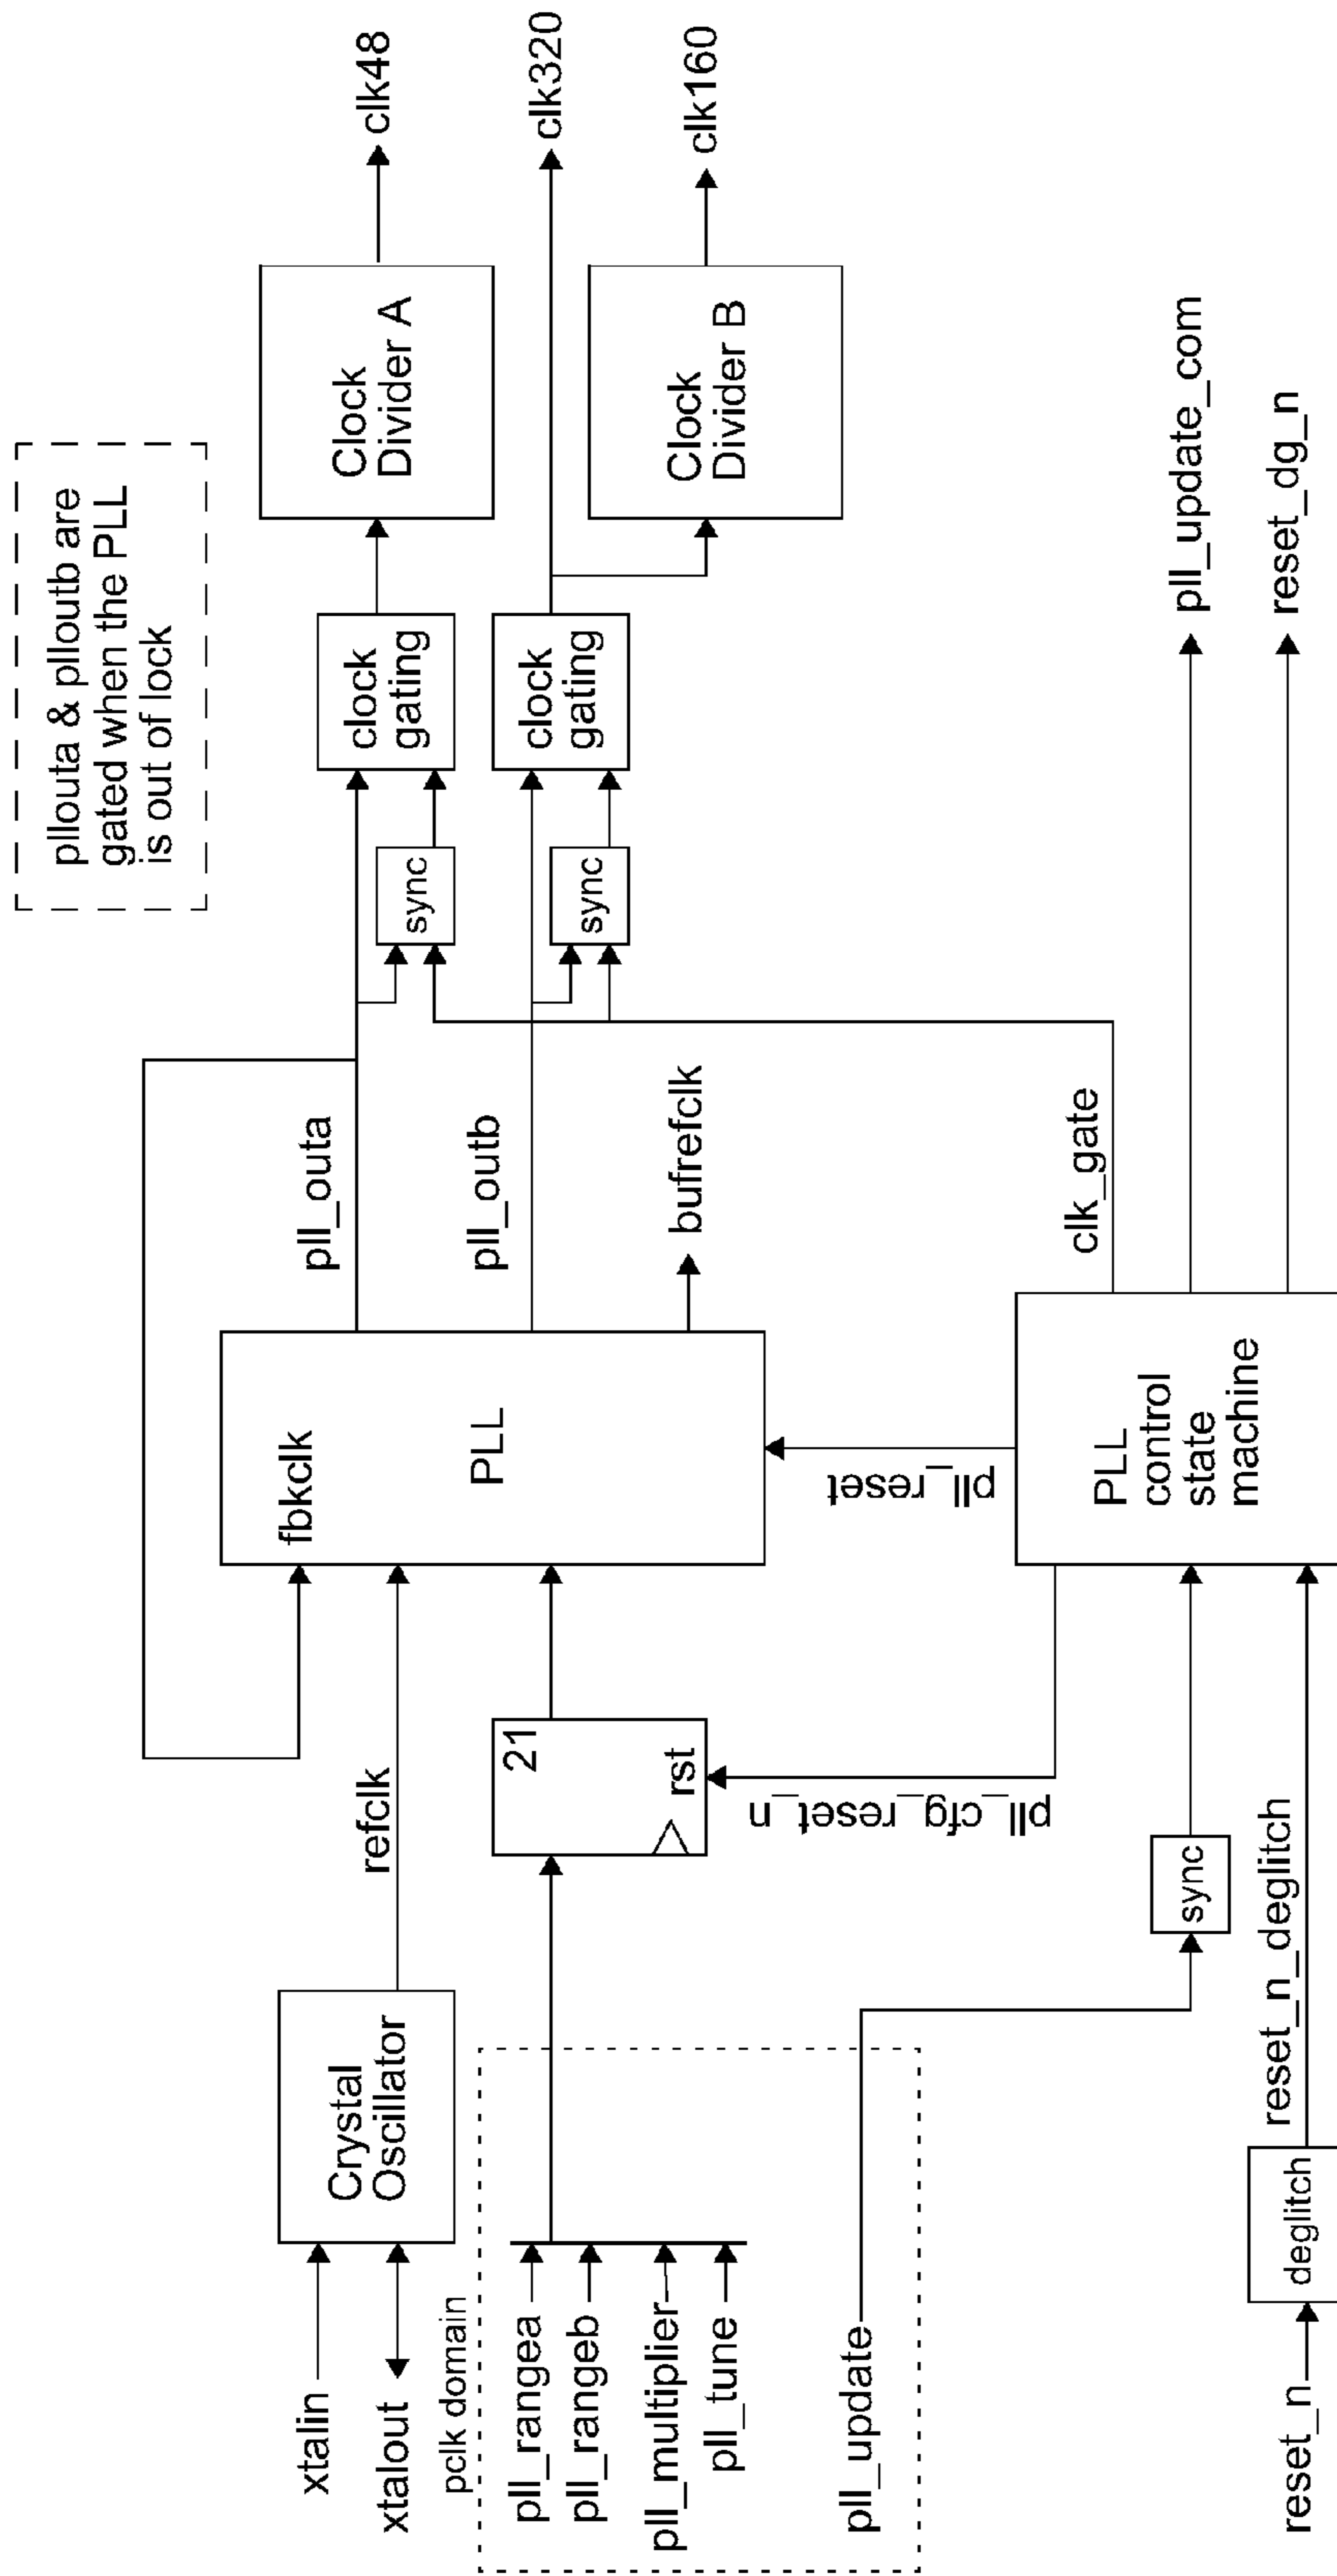 pllouta &plloutb are
gated when the PLL
is out of lock
xtalin
xtalout
Crystal
Oscillator
refclk
fbkclk
PLL
pll_outa
pll_outb
bufrefclk
sync
sync
clock
gating
clock
gating
Clock
Divider A
Clock
Divider B
clk48
clk320
clk160
pclk domain
pll_rangea
pll_rangeb
pll_multiplier
pll_tune
pll_update
21
rst
pll_cfg_reset_n
pll_reset
sync
PLL
control
state
machine
clk_gate
pll_update_com
reset_dg_n
reset_n
deglitch
reset_n_deglitch